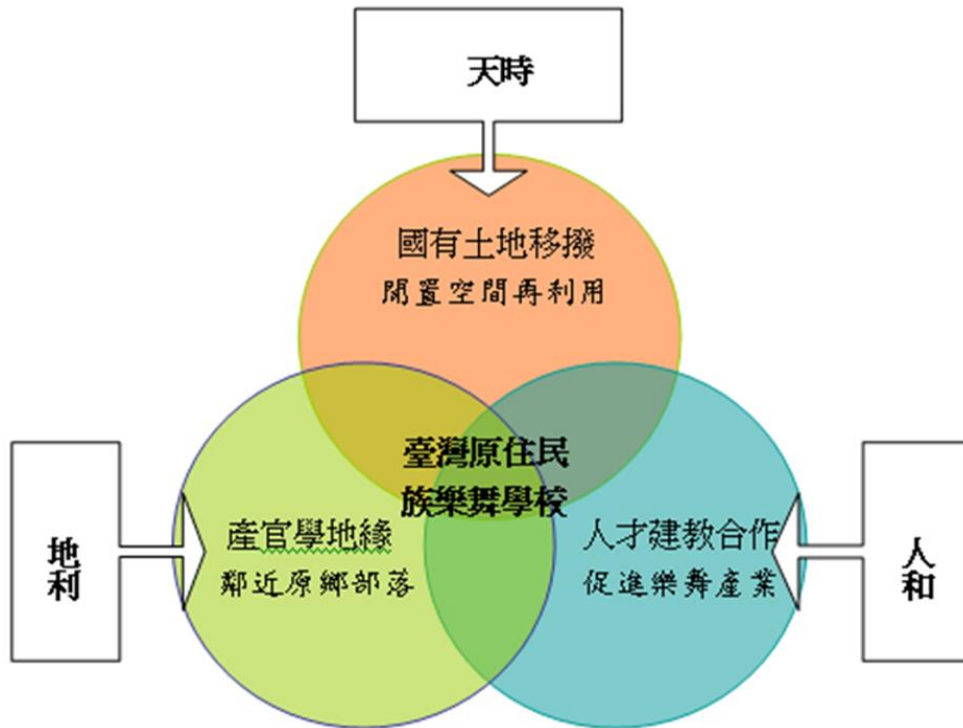 天時
國有土地移撥
閒置空間再利用
臺灣原住民
族樂舞學校
地利
產官學地緣
鄰近原鄉部落
人才建教合作
促進樂舞產業
人和